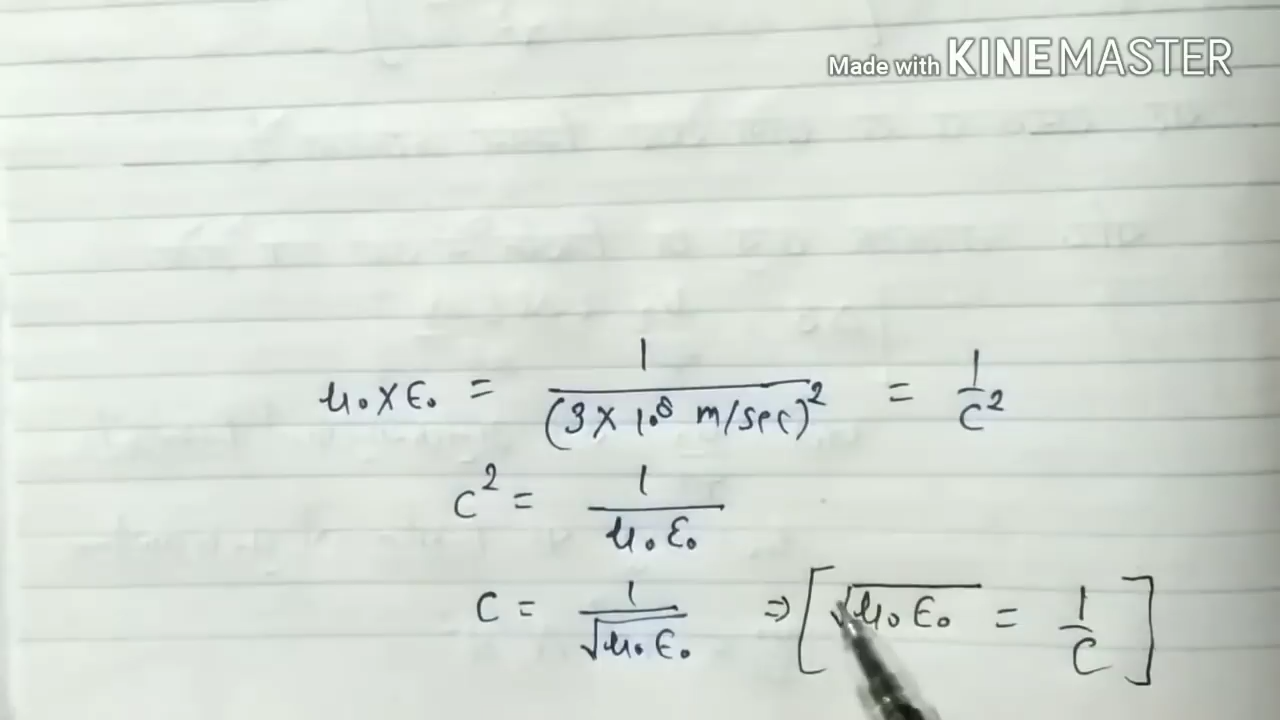 Made with KINEMASTER
μ₀ × ε₀ = 1/(3 × 10⁸ m/sec)² = 1/c²
c² = 1/μ₀ε₀
C = 1/√μ₀ε₀ ⇒ [√μ₀ε₀ = 1/C]